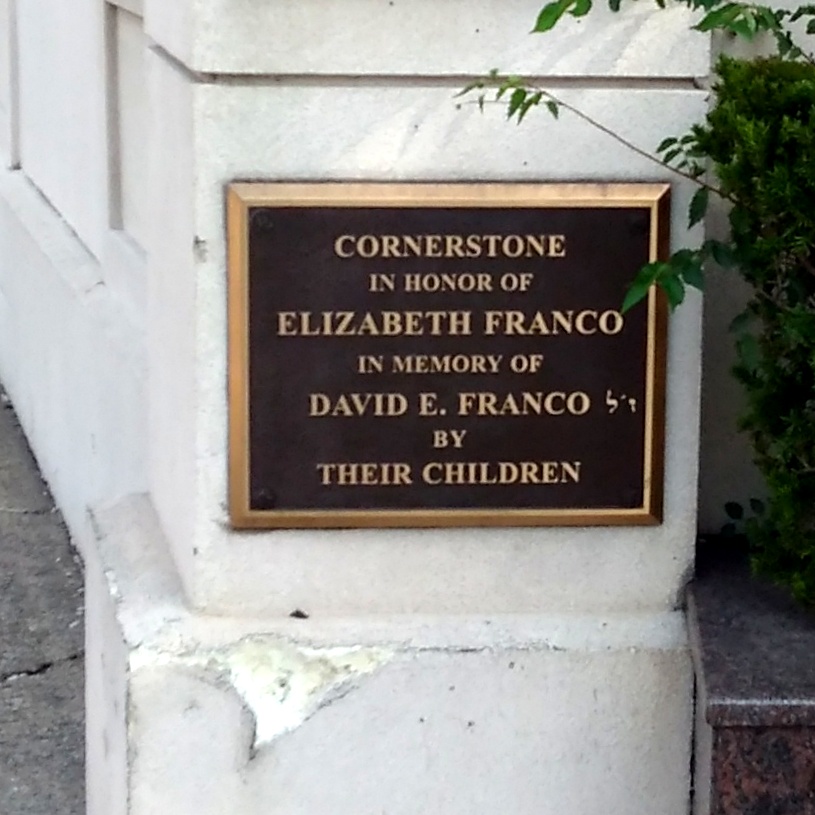 CORNERSTONE
IN HONOR OF
ELIZABETH FRANCO
IN MEMORY OF
DAVID E. FRANCO ז״ל
BY
THEIR CHILDREN